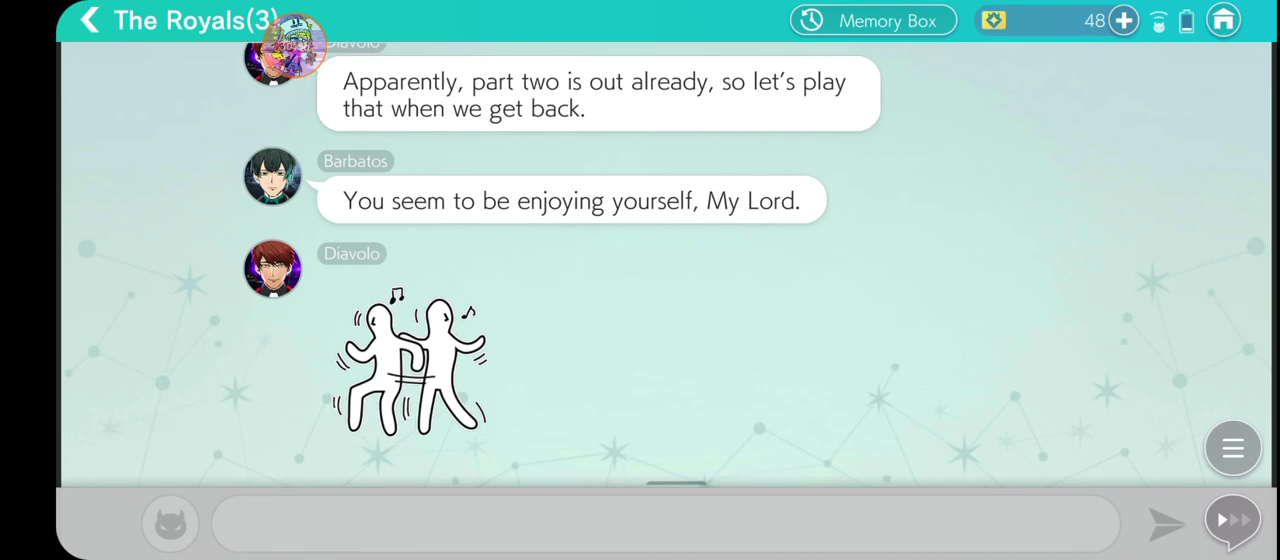 The Royals(3)
Memory Box
48
Diavolo
Apparently, part two is out already, so let's play
that when we get back.
Barbatos
You seem to be enjoying yourself, My Lord.
Diavolo